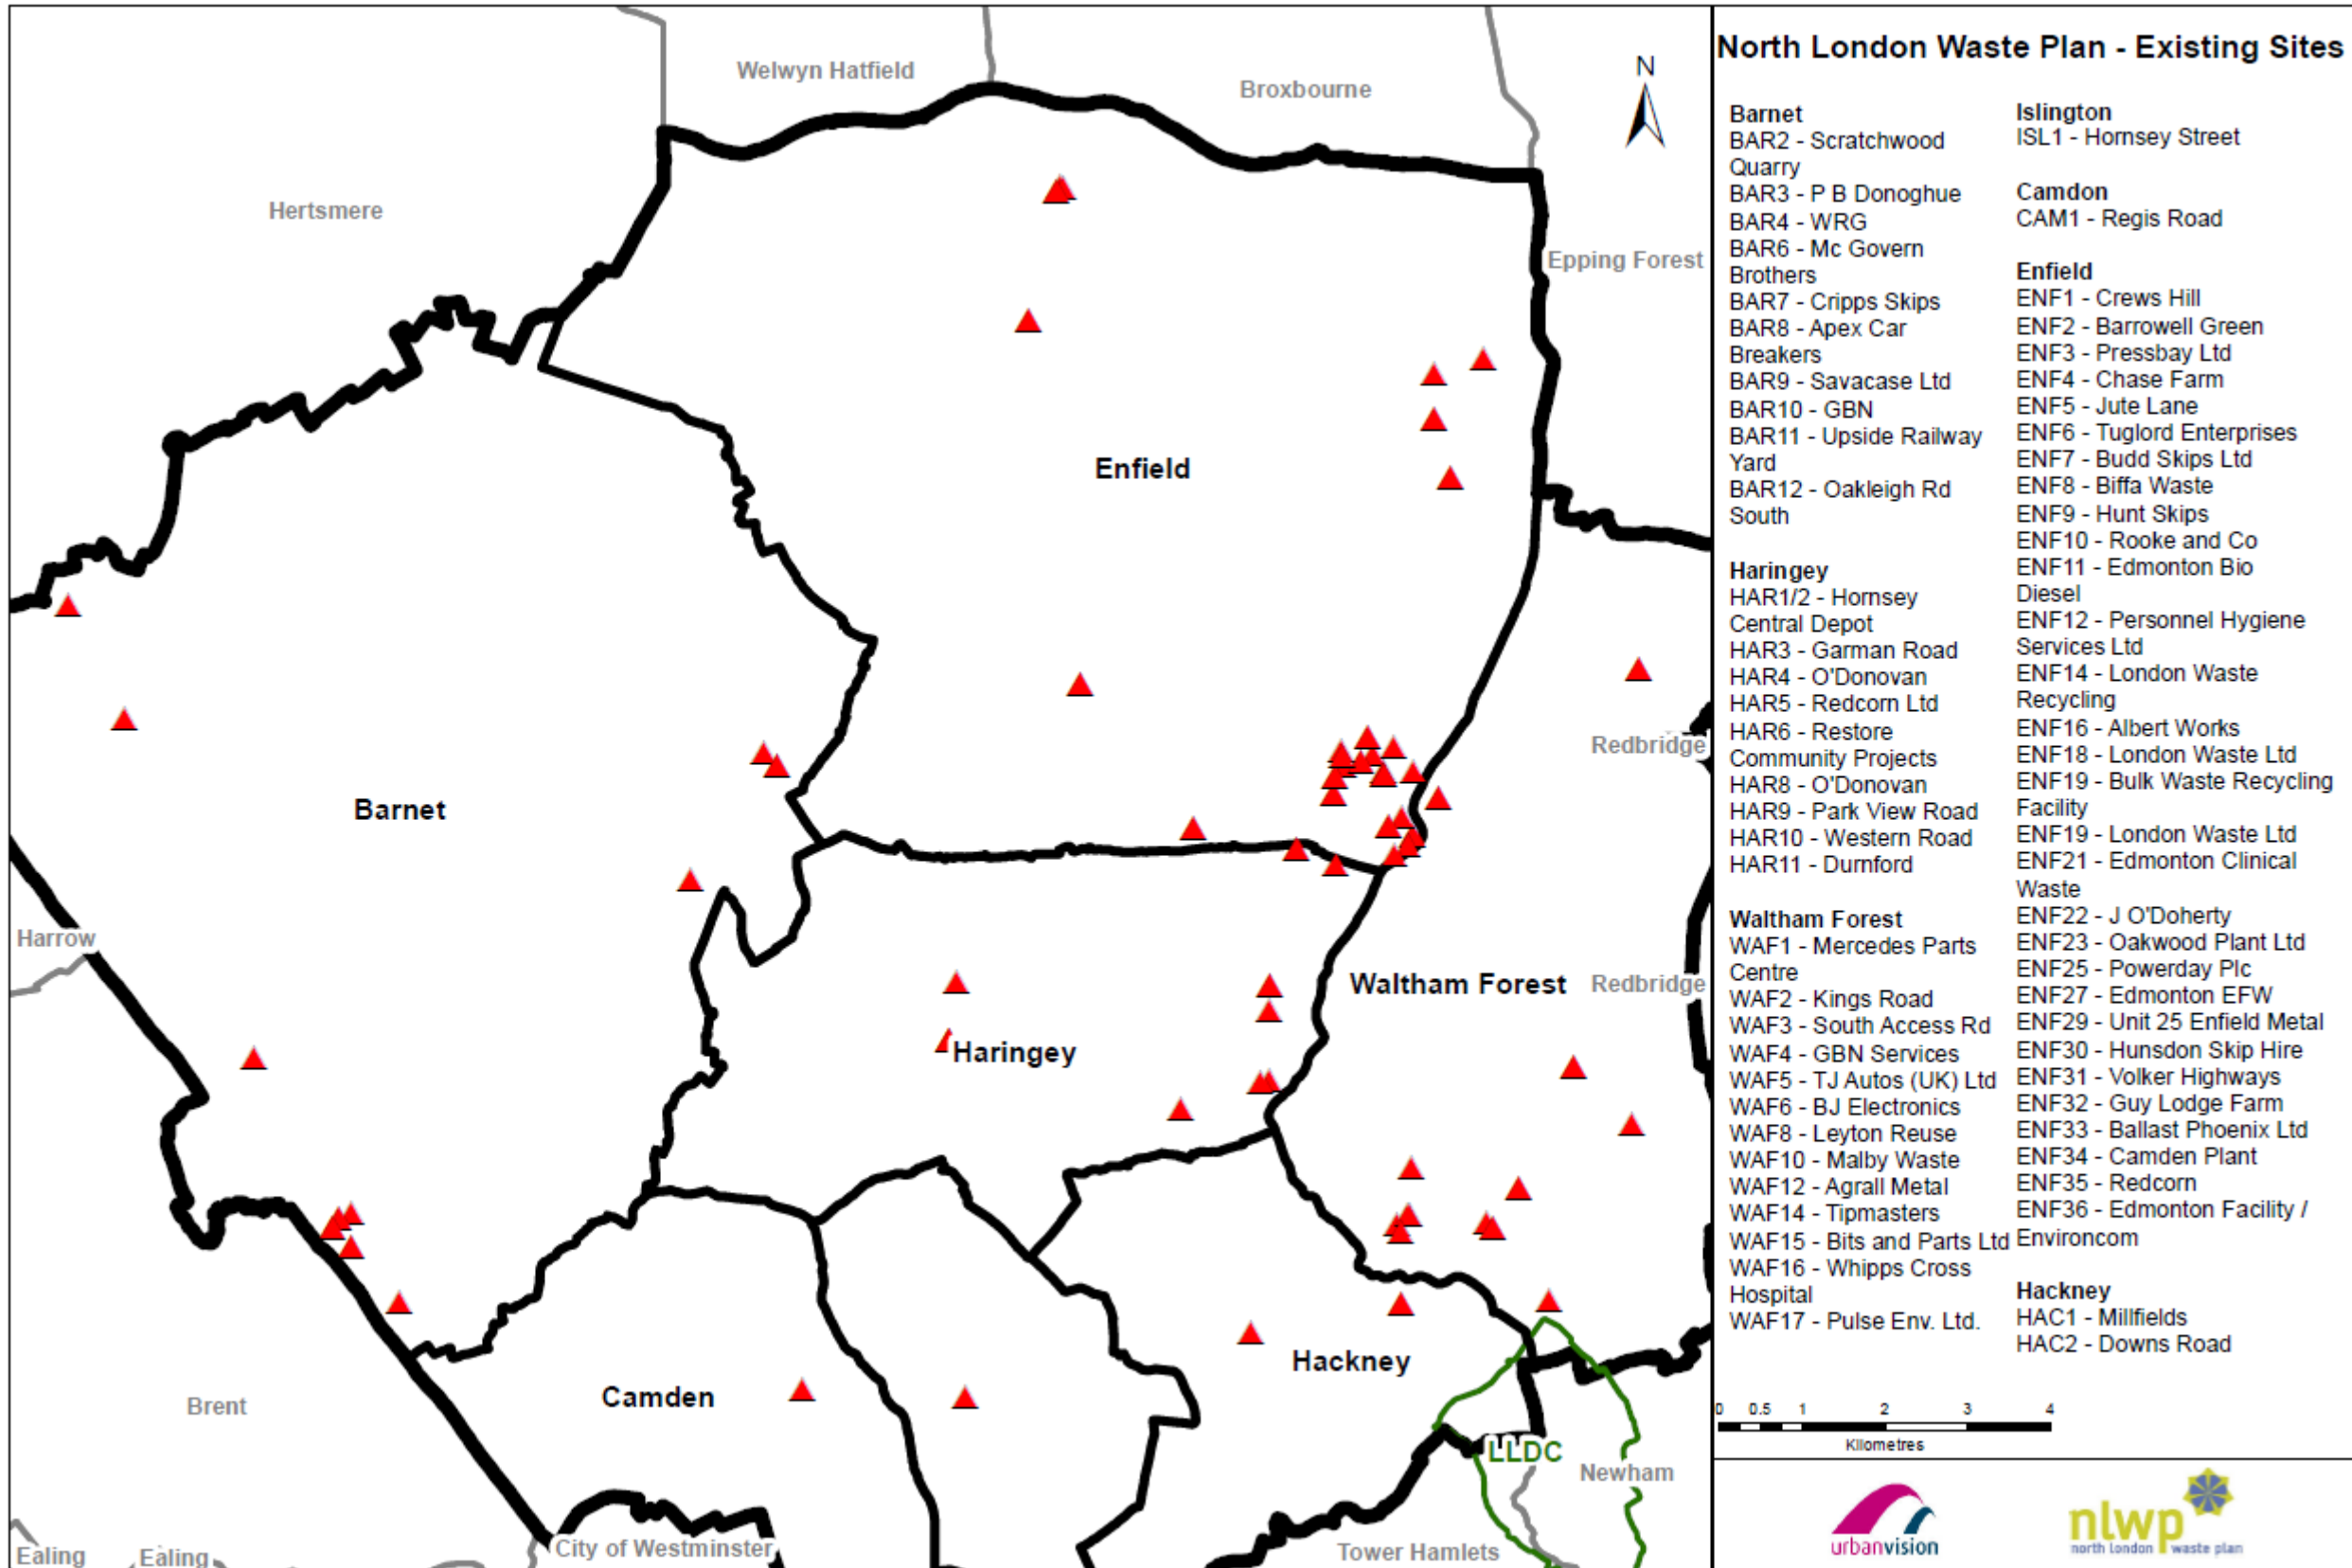 Welwyn Hatfield
Broxbourne
N
Hertsmere
Epping Forest
Enfield
Redbridge
Barnet
Harrow
Waltham Forest
Redbridge
Haringey
Hackney
Camden
Brent
LLDC
Newham
City of Westminster
Tower Hamlets
Ealing
Ealing
North London Waste Plan - Existing Sites
Barnet
BAR2 - Scratchwood
Quarry
BAR3 - P B Donoghue
BAR4 - WRG
BAR6 - Mc Govern
Brothers
BAR7 - Cripps Skips
BAR8 - Apex Car
Breakers
BAR9 - Savacase Ltd
BAR10 - GBN
BAR11 - Upside Railway
Yard
BAR12 - Oakleigh Rd
South
Haringey
HAR1/2 - Hornsey
Central Depot
HAR3 - Garman Road
HAR4 - O'Donovan
HAR5 - Redcorn Ltd
HAR6 - Restore
Community Projects
HAR8 - O'Donovan
HAR9 - Park View Road
HAR10 - Western Road
HAR11 - Durnford
Waltham Forest
WAF1 - Mercedes Parts
Centre
WAF2 - Kings Road
WAF3 - South Access Rd
WAF4 - GBN Services
WAF5 - TJ Autos (UK) Ltd
WAF6 - BJ Electronics
WAF8 - Leyton Reuse
WAF10 - Malby Waste
WAF12 - Agrall Metal
WAF14 - Tipmasters
WAF15 - Bits and Parts Ltd
WAF16 - Whipps Cross
Hospital
WAF17 - Pulse Env. Ltd.
Islington
ISL1 - Hornsey Street
Camdon
CAM1 - Regis Road
Enfield
ENF1 - Crews Hill
ENF2 - Barrowell Green
ENF3 - Pressbay Ltd
ENF4 - Chase Farm
ENF5 - Jute Lane
ENF6 - Tuglord Enterprises
ENF7 - Budd Skips Ltd
ENF8 - Biffa Waste
ENF9 - Hunt Skips
ENF10 - Rooke and Co
ENF11 - Edmonton Bio
Diesel
ENF12 - Personnel Hygiene
Services Ltd
ENF14 - London Waste
Recycling
ENF16 - Albert Works
ENF18 - London Waste Ltd
ENF19 - Bulk Waste Recycling
Facility
ENF19 - London Waste Ltd
ENF21 - Edmonton Clinical
Waste
ENF22 - J O'Doherty
ENF23 - Oakwood Plant Ltd
ENF25 - Powerday Plc
ENF27 - Edmonton EFW
ENF29 - Unit 25 Enfield Metal
ENF30 - Hunsdon Skip Hire
ENF31 - Volker Highways
ENF32 - Guy Lodge Farm
ENF33 - Ballast Phoenix Ltd
ENF34 - Camden Plant
ENF35 - Redcorn
ENF36 - Edmonton Facility /
Environcom
Hackney
HAC1 - Millfields
HAC2 - Downs Road
0 0.5 1 2 3 4
Kilometres
urbanvision
nlwp
north london waste plan